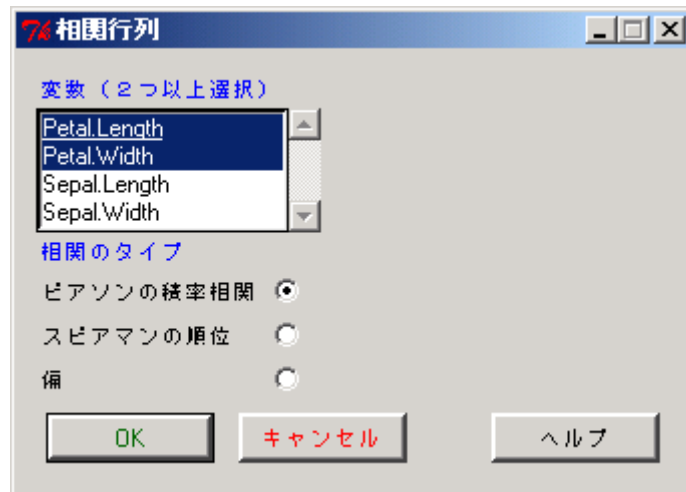 相関行列
変数（２つ以上選択）
Petal.Length
Petal.Width
Sepal.Length
Sepal.Width
相関のタイプ
ピアソンの積率相関
スピアマンの順位
偏
OK キャンセル ヘルプ